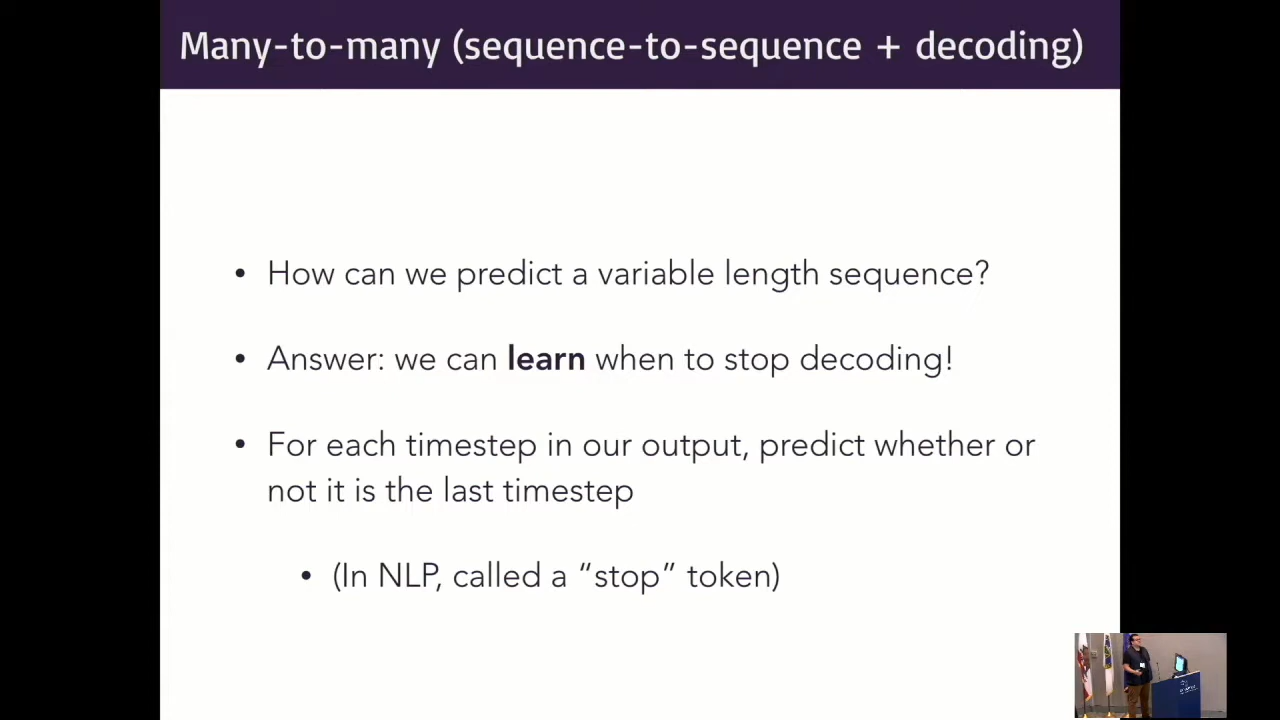 Many-to-many (sequence-to-sequence + decoding)
• How can we predict a variable length sequence?
• Answer: we can learn when to stop decoding!
• For each timestep in our output, predict whether or
not it is the last timestep
• (In NLP, called a “stop” token)